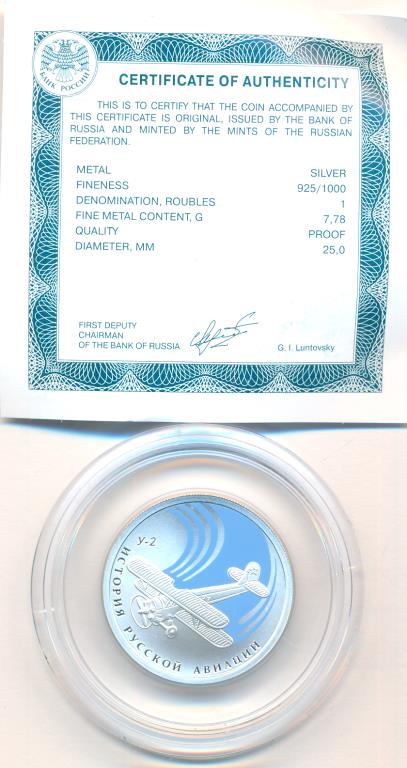 БАНК РОССИИ
CERTIFICATE OF AUTHENTICITY
THIS IS TO CERTIFY THAT THE COIN ACCOMPANIED BY
THIS CERTIFICATE IS ORIGINAL, ISSUED BY THE BANK OF
RUSSIA AND MINTED BY THE MINTS OF THE RUSSIAN
FEDERATION.
METAL SILVER
FINENESS 925/1000
DENOMINATION, ROUBLES 1
FINE METAL CONTENT, G 7,78
QUALITY PROOF
DIAMETER, MM 25,0
FIRST DEPUTY
CHAIRMAN
OF THE BANK OF RUSSIA G. I. Luntovsky
У-2
ИСТОРИЯ РУССКОЙ АВИАЦИИ